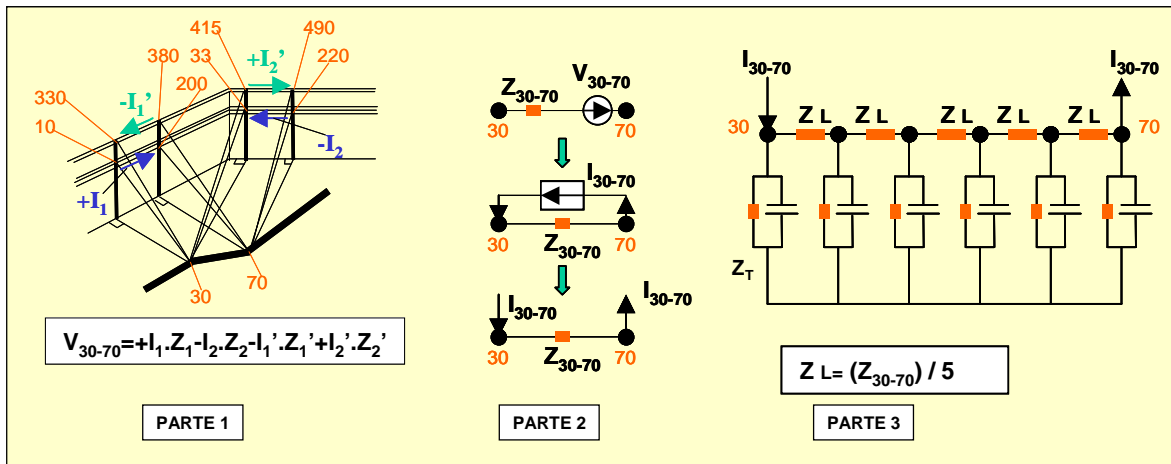 415
490
33
+I₂'
380
220
-I₁'
200
330
10
-I₂
+I₁
70
30
V₃₀₋₇₀=+I₁.Z₁-I₂.Z₂-I₁'.Z₁'+I₂'.Z₂'
PARTE 1
V₃₀₋₇₀
Z₃₀₋₇₀
30
70
I₃₀₋₇₀
30
70
Z₃₀₋₇₀
I₃₀₋₇₀
I₃₀₋₇₀
30
70
Z₃₀₋₇₀
PARTE 2
I₃₀₋₇₀
I₃₀₋₇₀
Z L
Z L
Z L
Z L
Z L
30
70
Z_T
Z L= (Z₃₀₋₇₀) / 5
PARTE 3